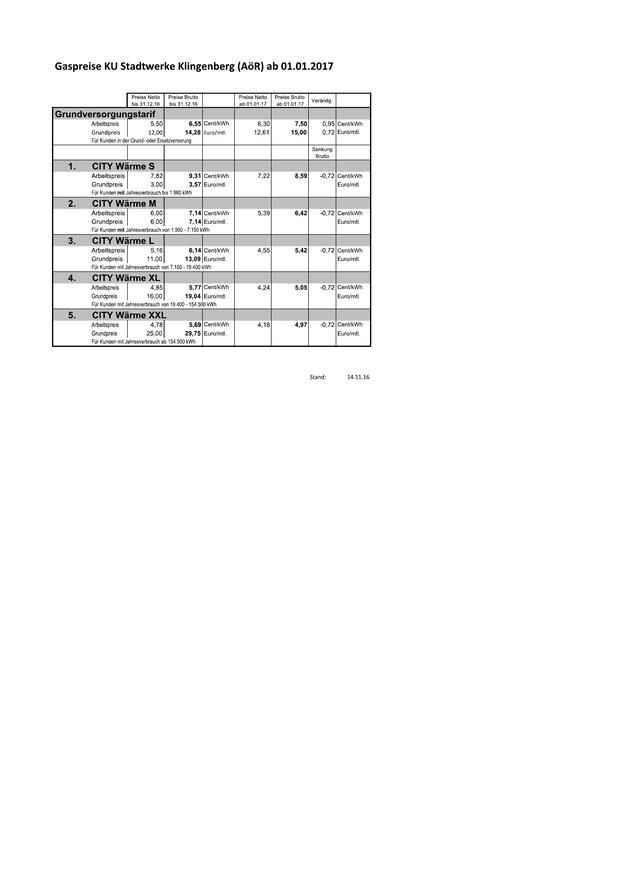 Gaspreise KU Stadtwerke Klingenberg (AöR) ab 01.01.2017
Preise Netto Preise Brutto Preise Netto Preise Brutto Veränd.
bis 31.12.16 bis 31.12.16 ab 01.01.17 ab 01.01.17
Grundversorgungstarif
Arbeitspreis 5,50 6,55 Cent/kWh 6,30 7,50 0,95 Cent/kWh
Grundpreis 12,00 14,28 Euro/mtl. 12,61 15,00 0,72 Euro/mtl.
Für Kunden in der Grund- oder Ersatzversorung
Senkung
Brutto
1. CITY Wärme S
Arbeitspreis 7,82 9,31 Cent/kWh 7,22 8,59 -0,72 Cent/kWh
Grundpreis 3,00 3,57 Euro/mtl. Euro/mtl.
Für Kunden mit Jahresverbrauch bis 1.980 kWh
2. CITY Wärme M
Arbeitspreis 6,00 7,14 Cent/kWh 5,39 6,42 -0,72 Cent/kWh
Grundpreis 6,00 7,14 Euro/mtl. Euro/mtl.
Für Kunden mit Jahresverbrauch von 1.980 - 7.150 kWh
3. CITY Wärme L
Arbeitspreis 5,16 6,14 Cent/kWh 4,55 5,42 -0,72 Cent/kWh
Grundpreis 11,00 13,09 Euro/mtl. Euro/mtl.
Für Kunden mit Jahresverbrauch von 7.150 - 19.400 kWh
4. CITY Wärme XL
Arbeitspreis 4,85 5,77 Cent/kWh 4,24 5,05 -0,72 Cent/kWh
Grundpreis 16,00 19,04 Euro/mtl. Euro/mtl.
Für Kunden mit Jahresverbrauch von 19.400 - 154.500 kWh
5. CITY Wärme XXL
Arbeitspreis 4,78 5,69 Cent/kWh 4,18 4,97 -0,72 Cent/kWh
Grundpreis 25,00 29,75 Euro/mtl. Euro/mtl.
Für Kunden mit Jahresverbrauch ab 154.500 kWh
Stand: 14.11.16